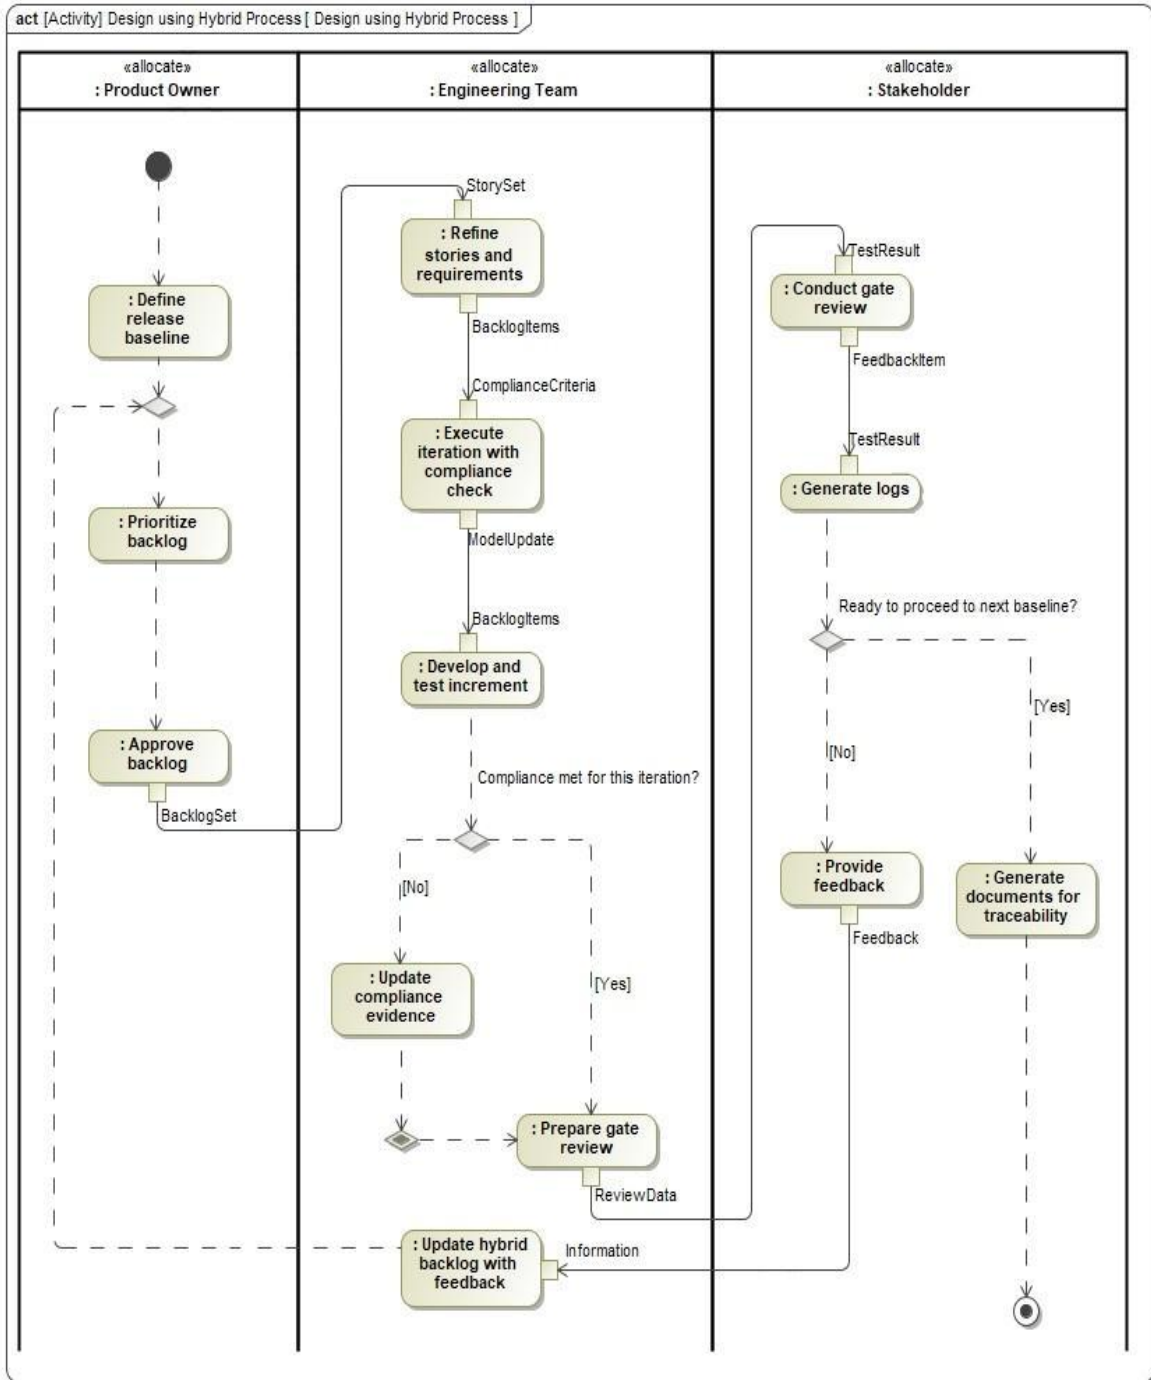 act [Activity] Design using Hybrid Process [ Design using Hybrid Process ]
«allocate»
: Product Owner
«allocate»
: Engineering Team
«allocate»
: Stakeholder
: Define
release
baseline
: Prioritize
backlog
: Approve
backlog
BacklogSet
StorySet
: Refine
stories and
requirements
BacklogItems
ComplianceCriteria
: Execute
iteration with
compliance
check
ModelUpdate
BacklogItems
: Develop and
test increment
Compliance met for this iteration?
[No]
[Yes]
: Update
compliance
evidence
: Prepare gate
review
ReviewData
: Update hybrid
backlog with
feedback
Information
TestResult
: Conduct gate
review
FeedbackItem
TestResult
: Generate logs
Ready to proceed to next baseline?
[No]
[Yes]
: Provide
feedback
Feedback
: Generate
documents for
traceability